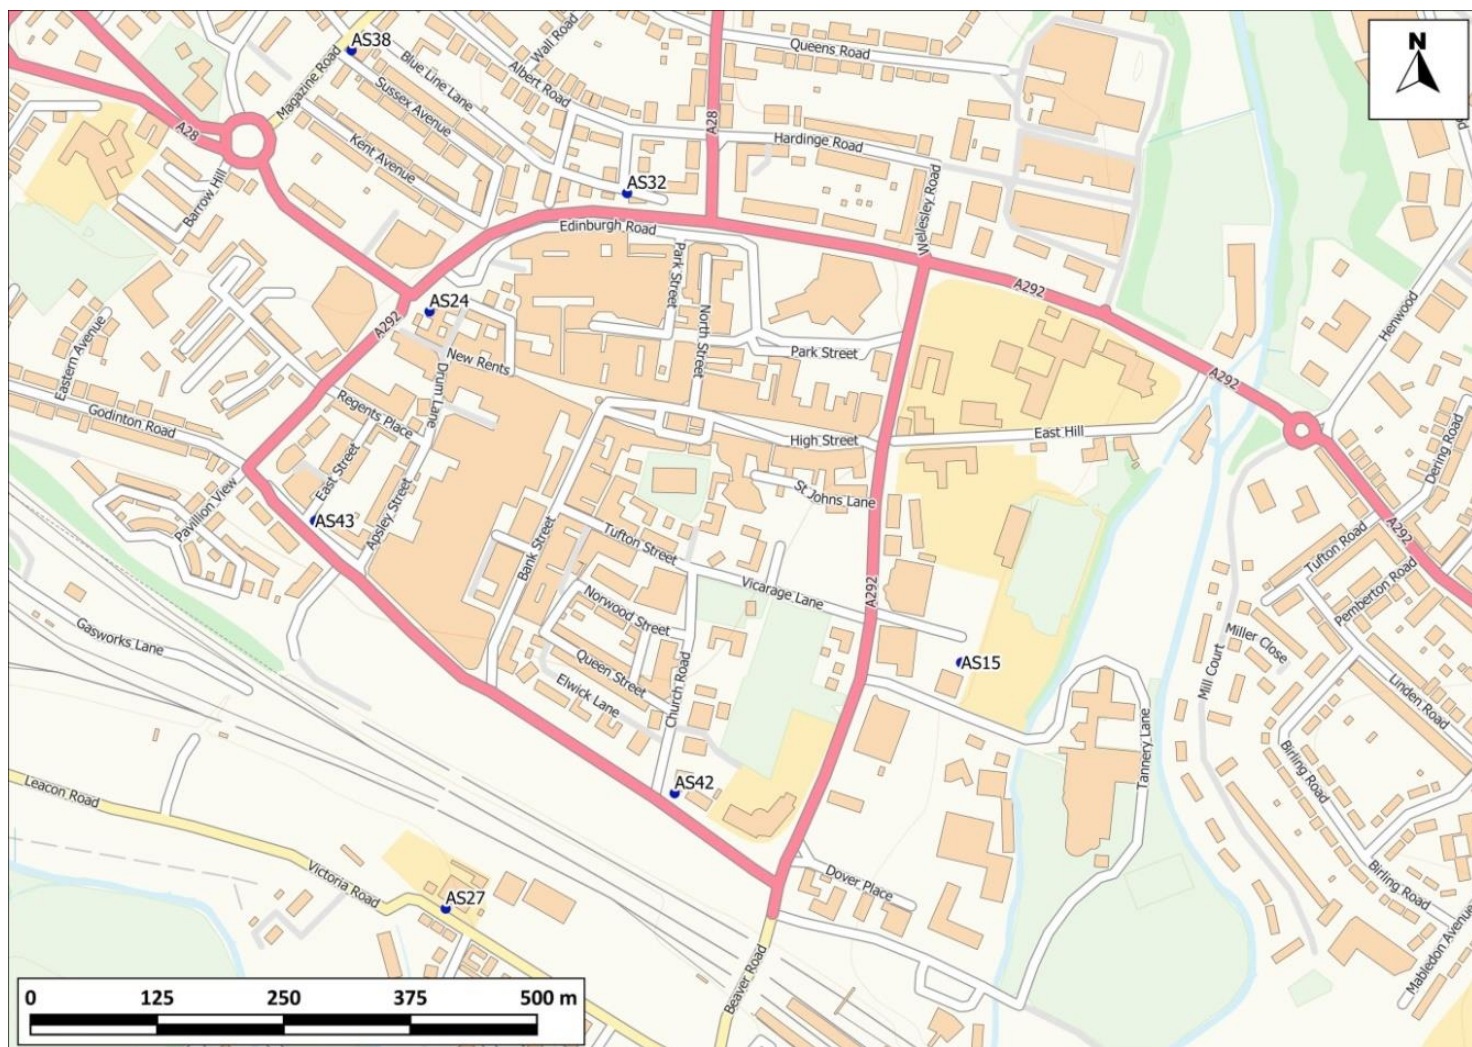 AS38
Wall Road
Queens Road
N
Magazine Road
Blue Line Lane
Albert Road
Sussex Avenue
A28
A28
Kent Avenue
Hardinge Road
AS32
Barrow Hill
Wellesley Road
Edinburgh Road
Park Street
A292
Henwood
AS24
A292
North Street
Eastern Avenue
New Rents
Park Street
Drum Lane
A292
Regents Place
Godinton Road
High Street
East Hill
Dering Road
East Street
St Johns Lane
Pavillion View
AS43
Apsley Street
Bank Street
Tufton Street
A292
Tufton Road
Vicarage Lane
A292
Pemberton Road
Norwood Street
Gasworks Lane
Miller Close
Queen Street
AS15
Mill Court
Elwick Lane
Church Road
Linden Road
Tannery Lane
Birling Road
AS42
Leacon Road
Victoria Road
Dover Place
Birling Road
AS27
Mabledon Avenue
Beaver Road
0 125 250 375 500 m